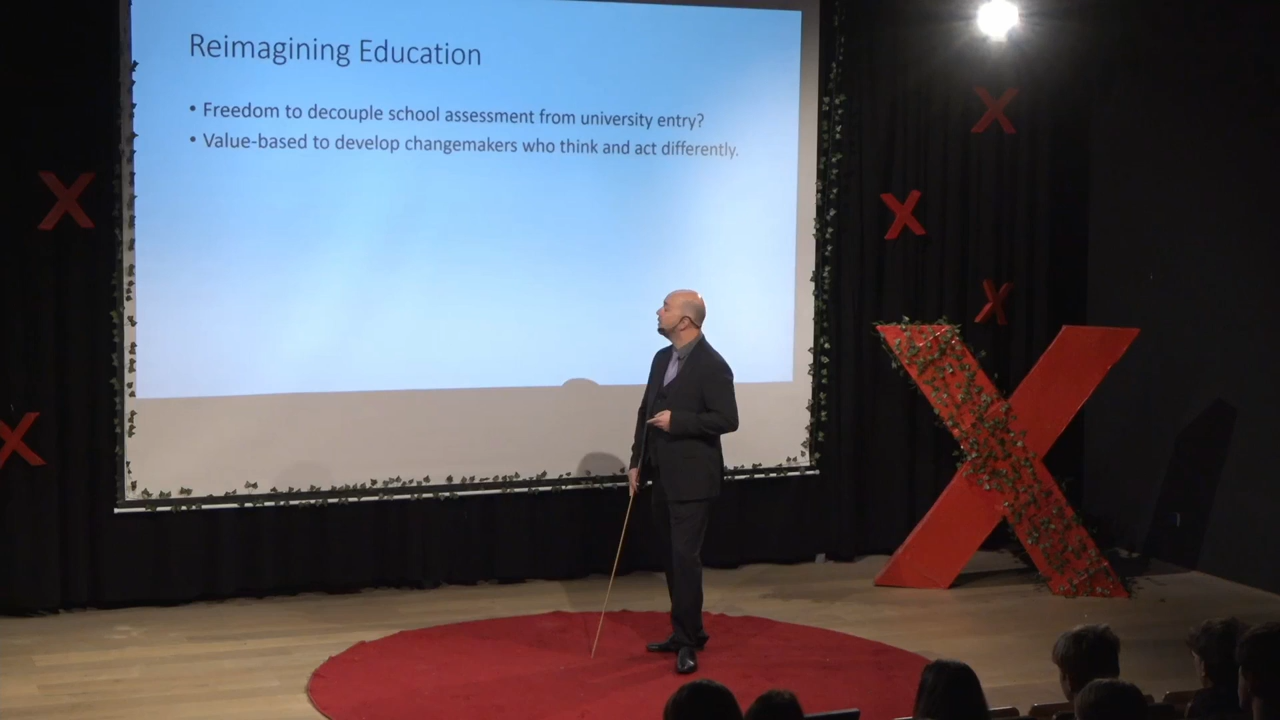 Reimagining Education
• Freedom to decouple school assessment from university entry?
• Value-based to develop changemakers who think and act differently.
X
X
X
X
X
X